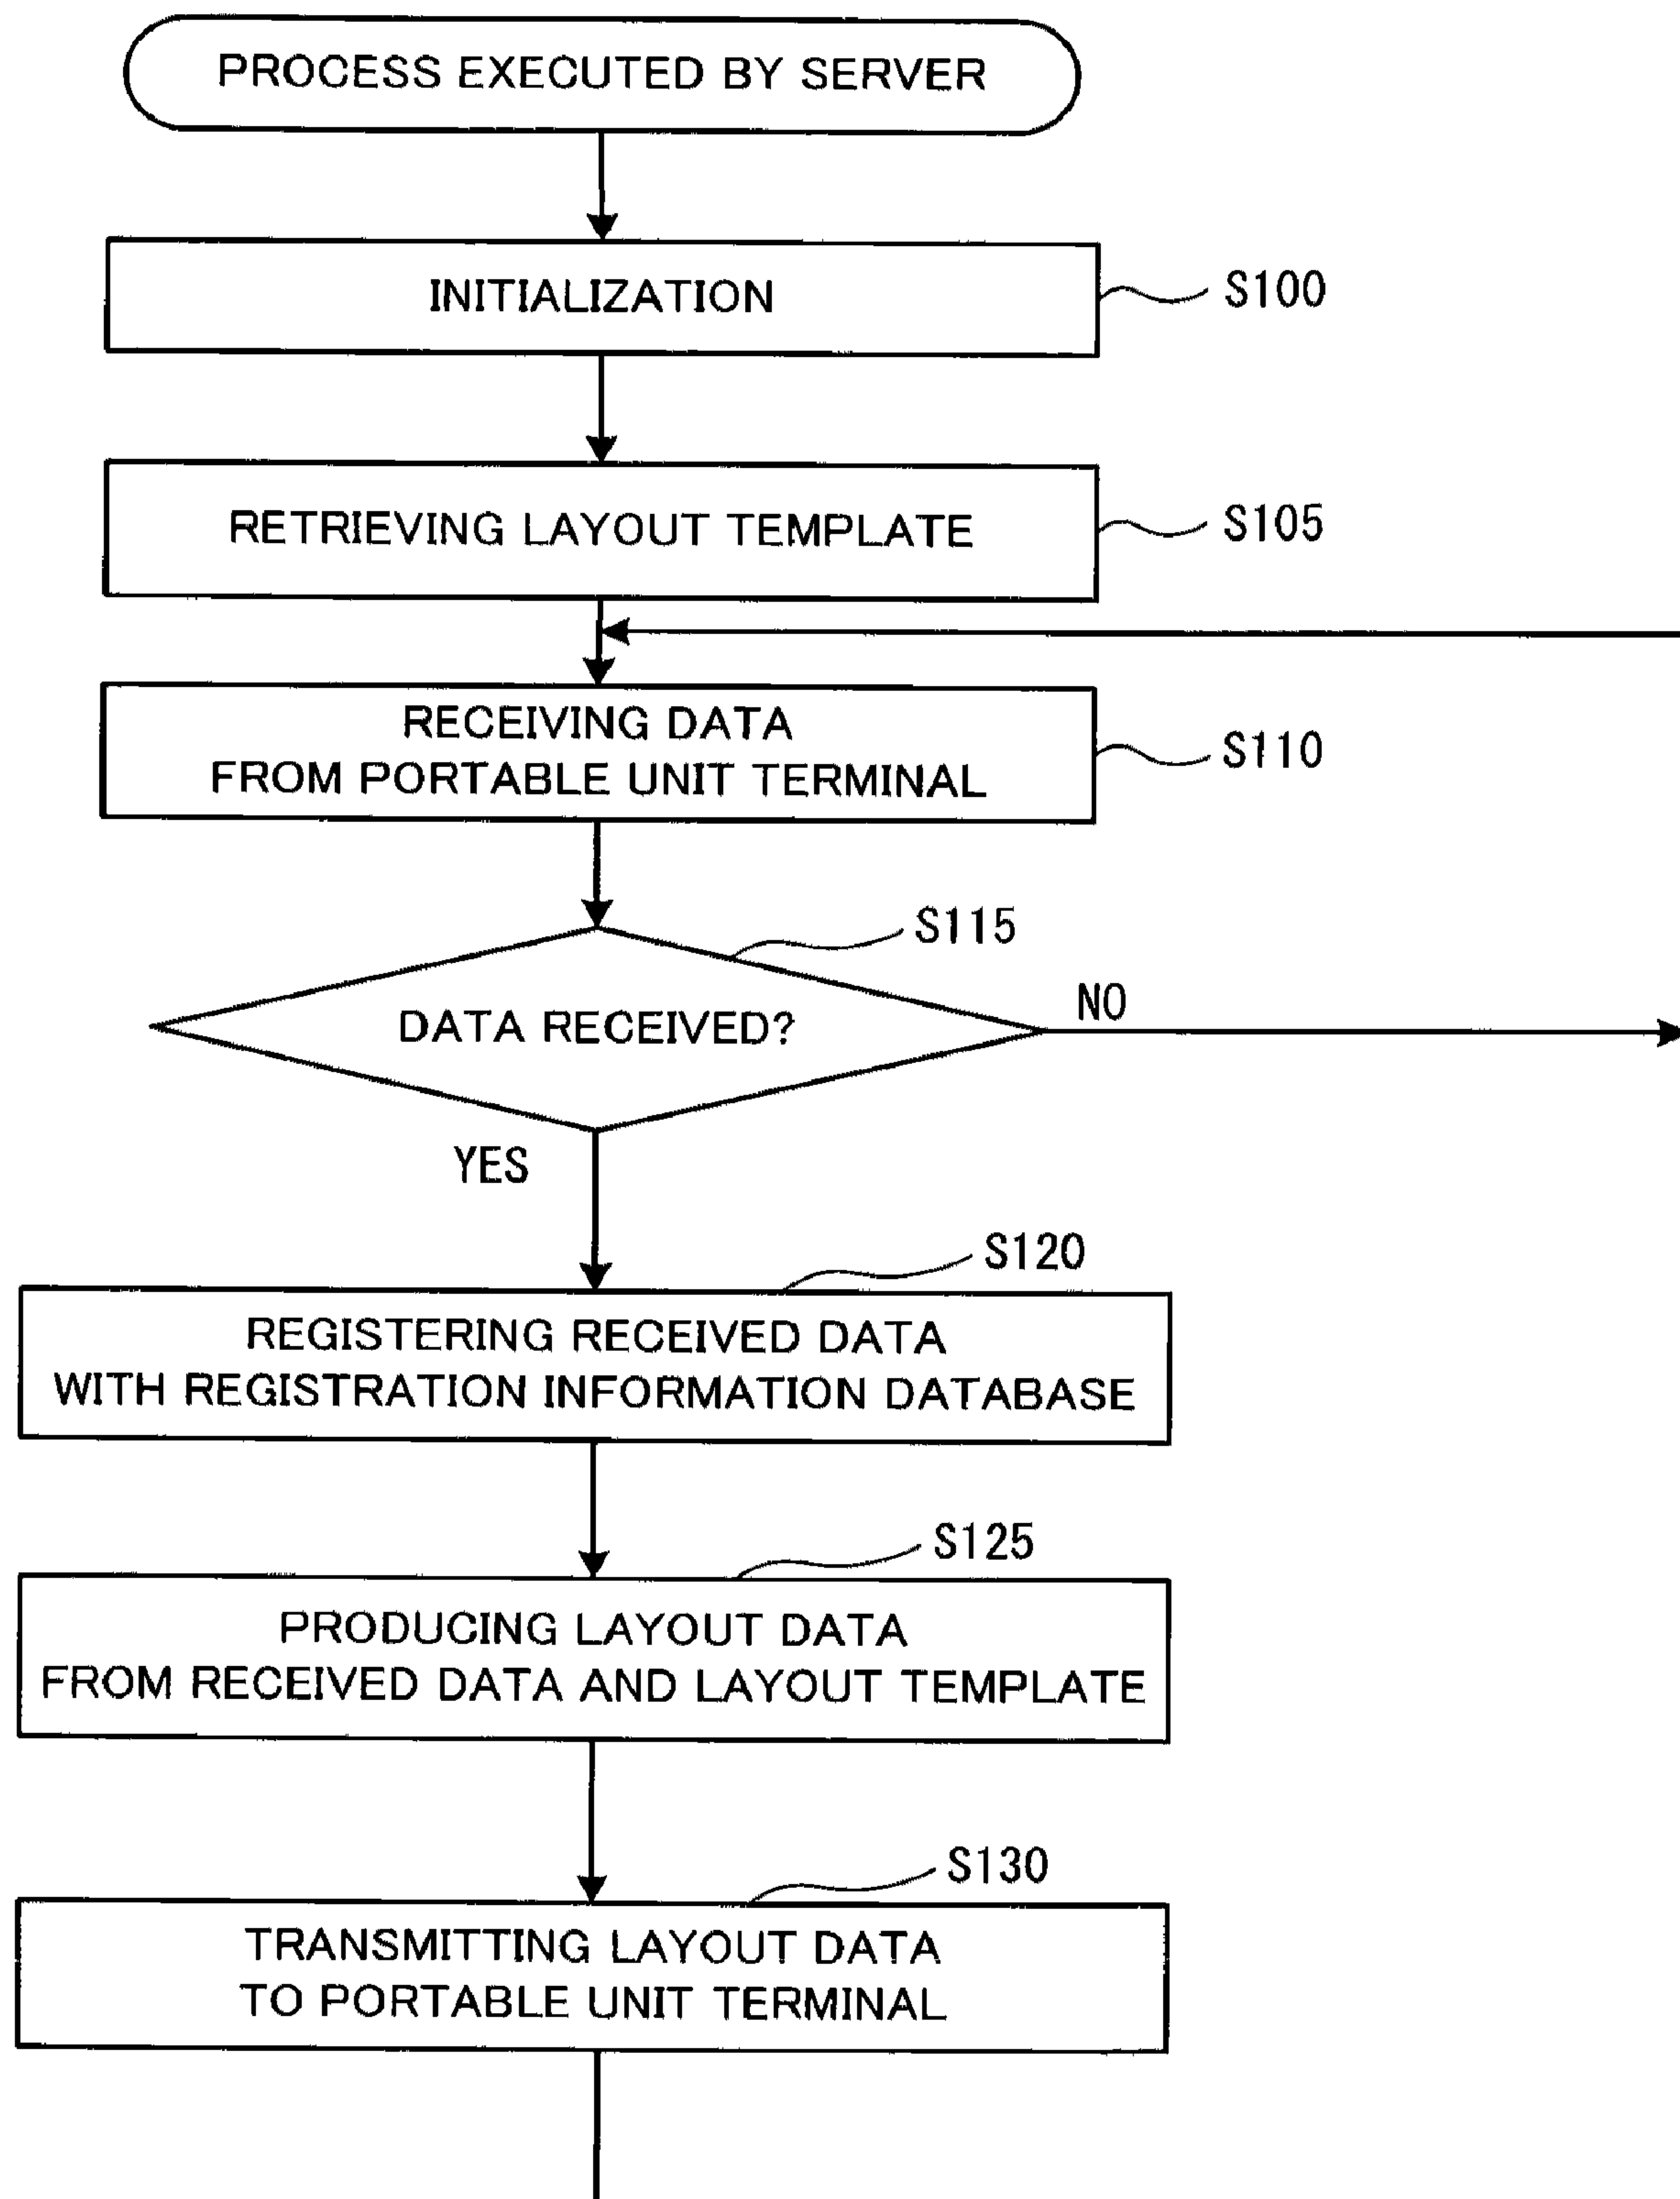 PROCESS EXECUTED BY SERVER
INITIALIZATION
S100
RETRIEVING LAYOUT TEMPLATE
S105
RECEIVING DATA
FROM PORTABLE UNIT TERMINAL
S110
S115
DATA RECEIVED?
NO
YES
S120
REGISTERING RECEIVED DATA
WITH REGISTRATION INFORMATION DATABASE
S125
PRODUCING LAYOUT DATA
FROM RECEIVED DATA AND LAYOUT TEMPLATE
S130
TRANSMITTING LAYOUT DATA
TO PORTABLE UNIT TERMINAL